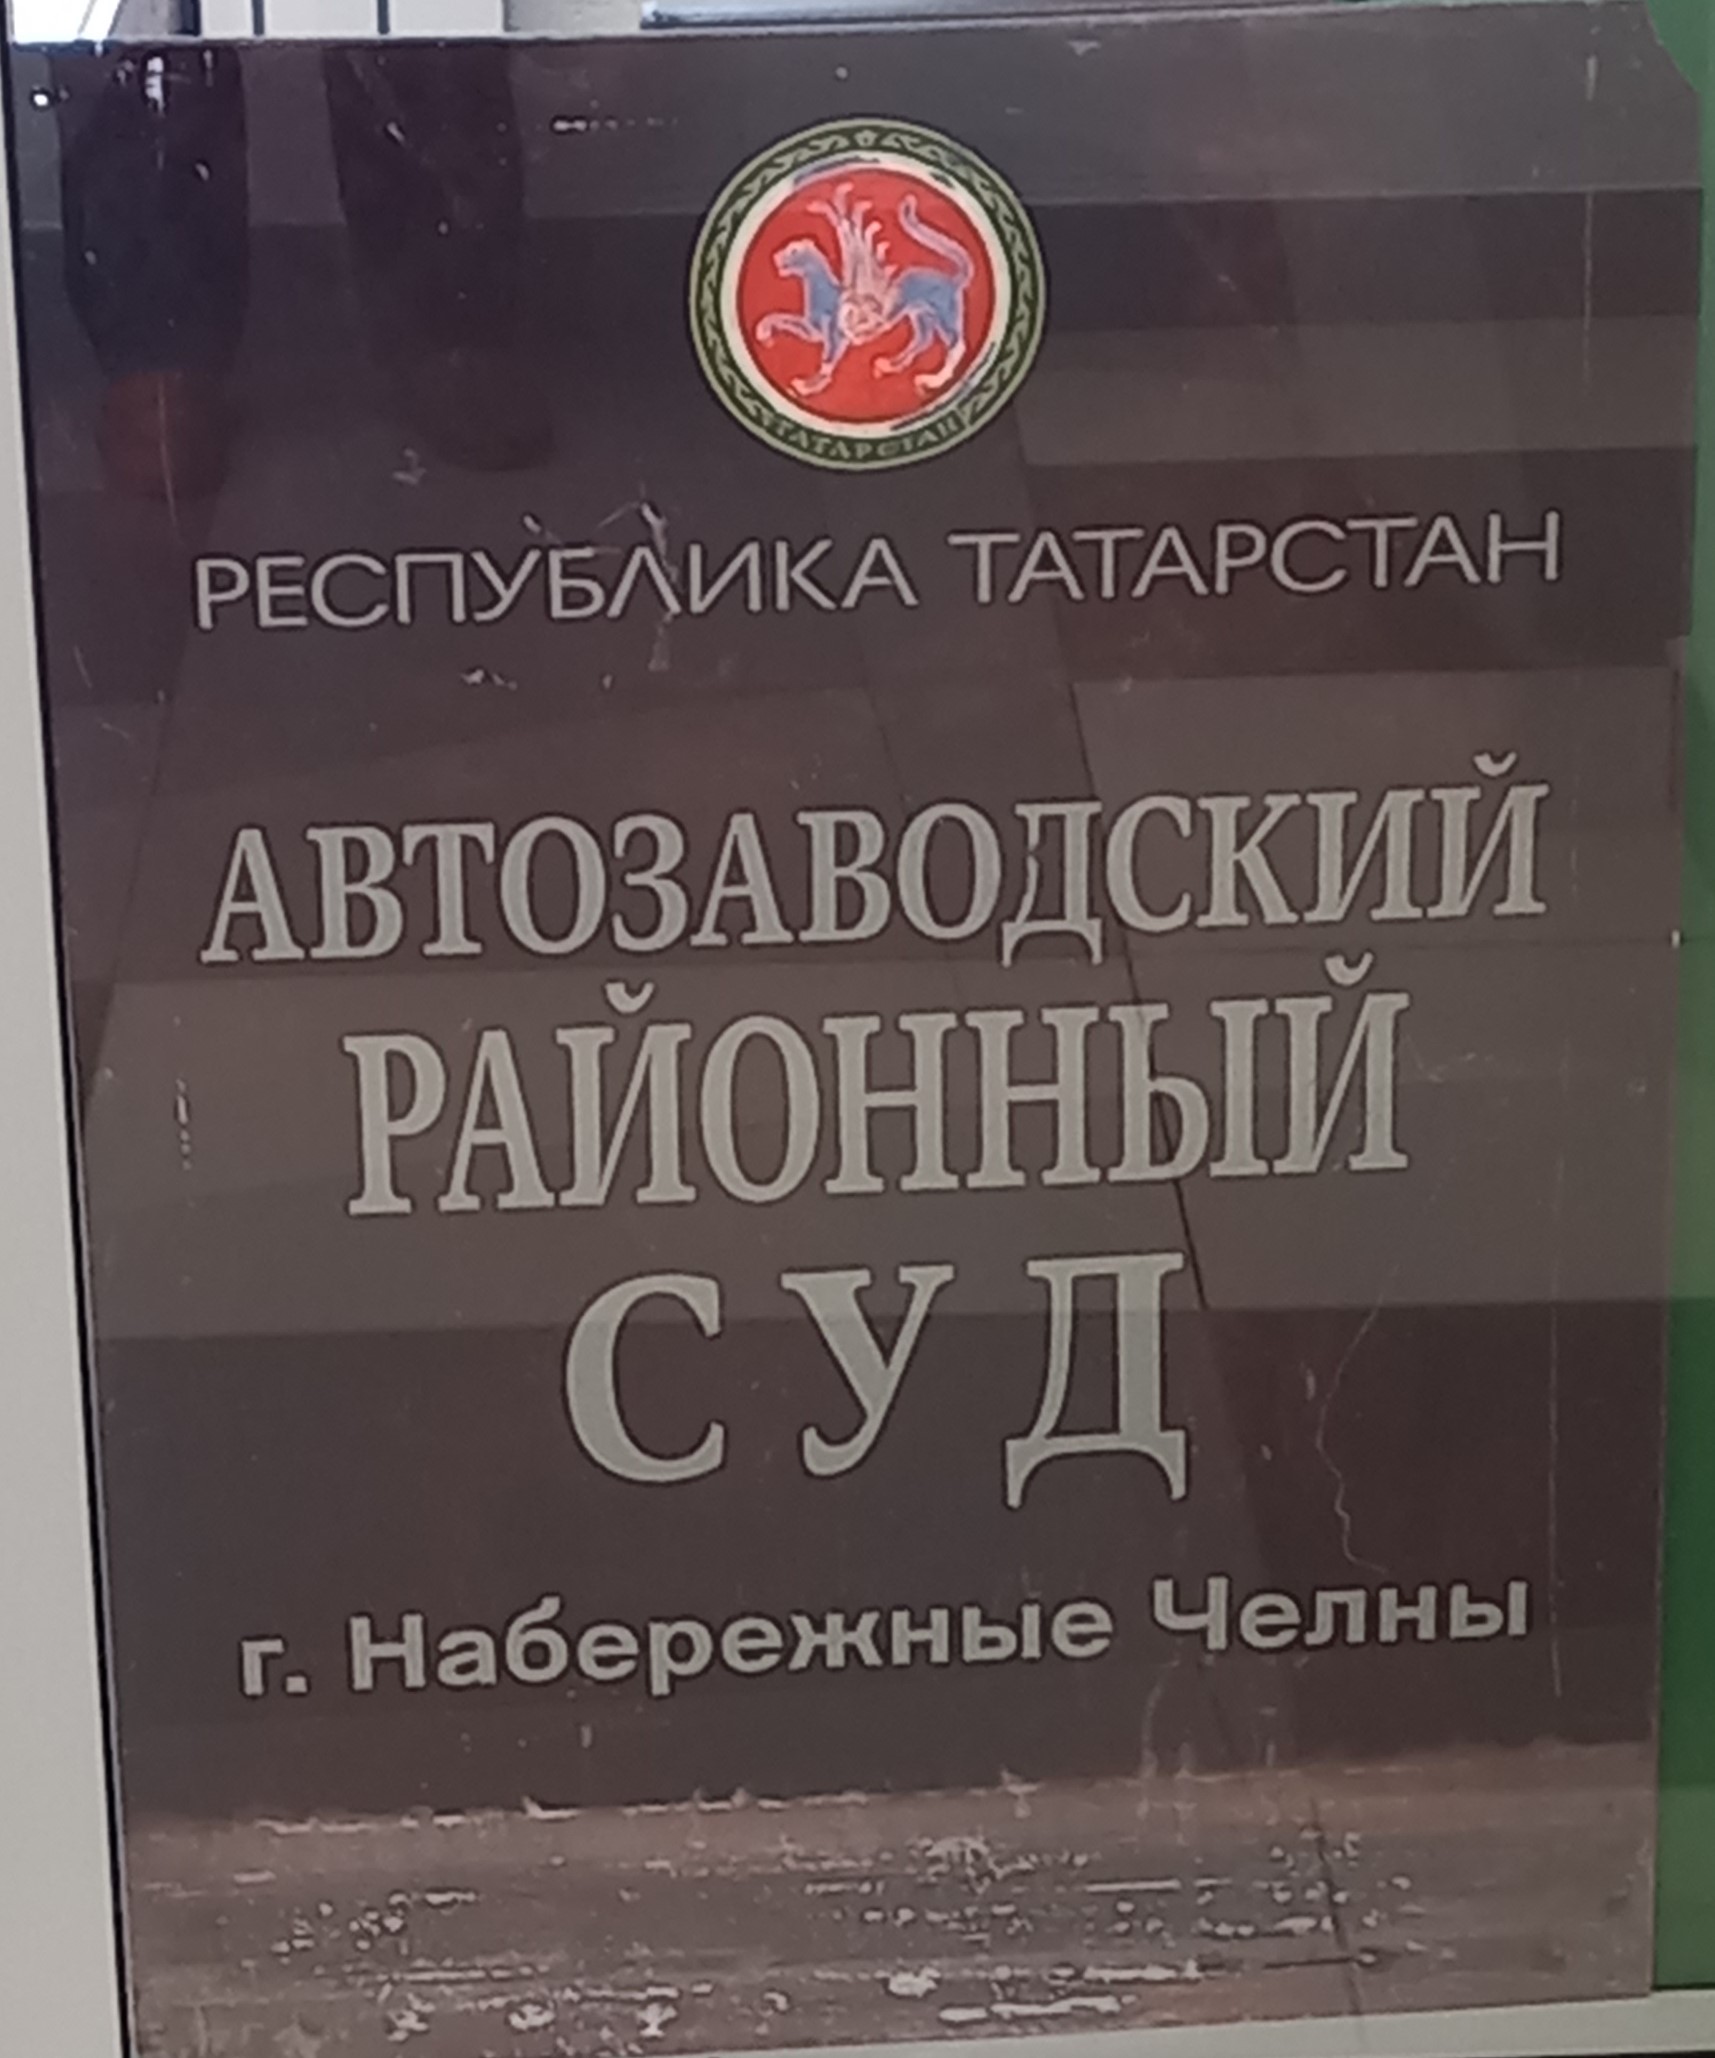 ТАТАРСТАН
РЕСПУБЛИКА ТАТАРСТАН
АВТОЗАВОДСКИЙ
РАЙОННЫЙ
СУД
г. Набережные Челны